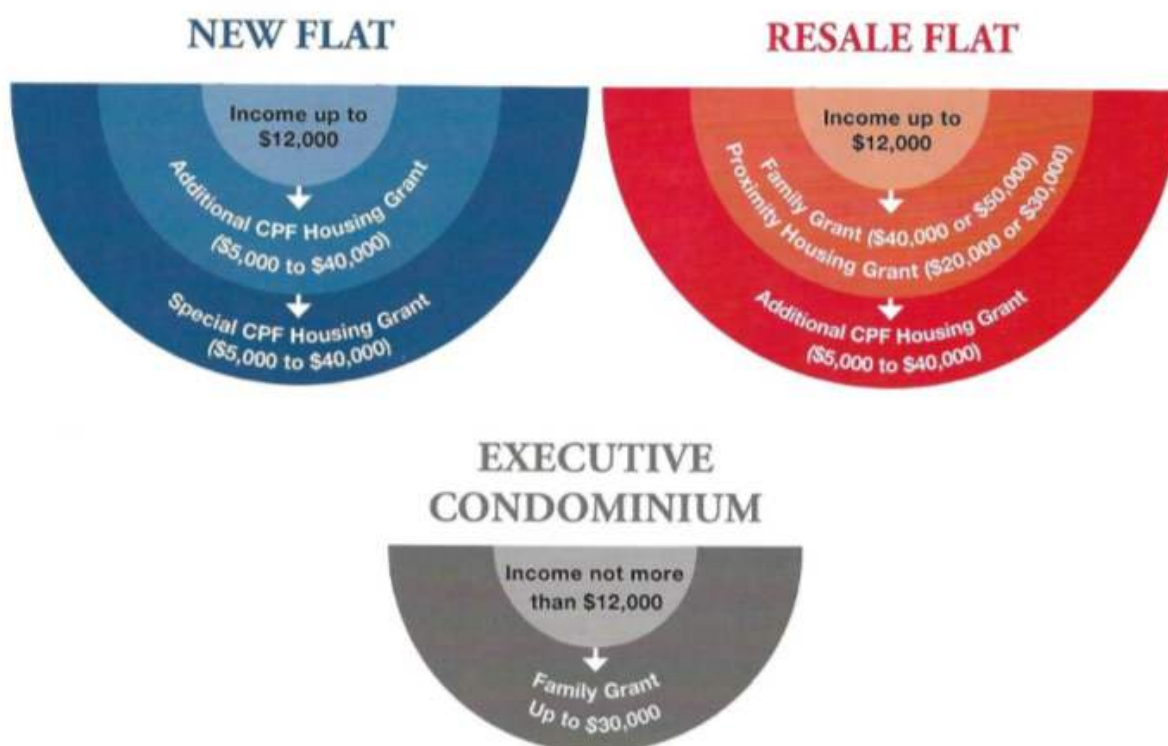 NEW FLAT
Income up to
$12,000
Additional CPF Housing Grant
($5,000 to $40,000)
Special CPF Housing Grant
($5,000 to $40,000)
RESALE FLAT
Income up to
$12,000
Family Grant ($40,000 or $50,000)
Proximity Housing Grant ($20,000 or $30,000)
Additional CPF Housing Grant
($5,000 to $40,000)
EXECUTIVE
CONDOMINIUM
Income not more
than $12,000
Family Grant
Up to $30,000